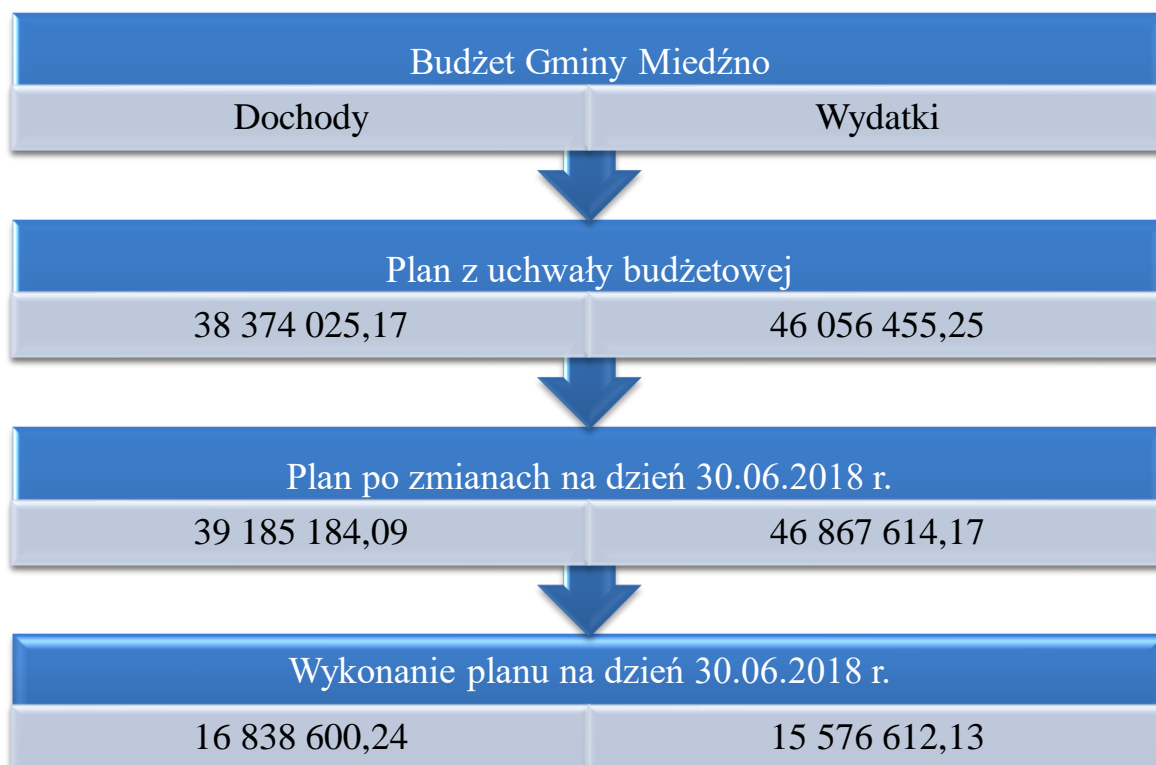 Budżet Gminy Miedźno
Dochody Wydatki
Plan z uchwały budżetowej
38 374 025,17 46 056 455,25
Plan po zmianach na dzień 30.06.2018 r.
39 185 184,09 46 867 614,17
Wykonanie planu na dzień 30.06.2018 r.
16 838 600,24 15 576 612,13